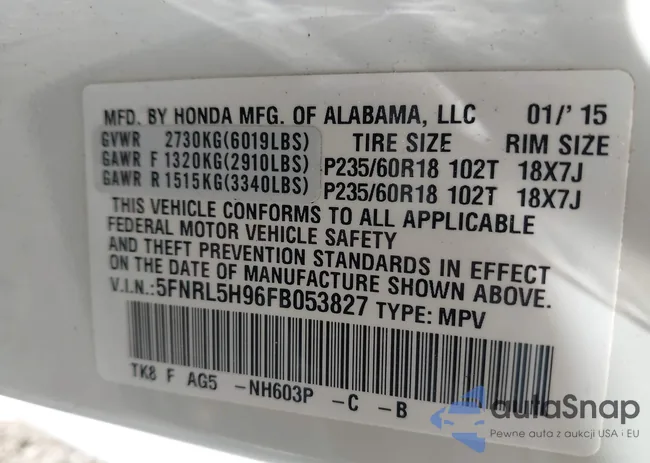 MFD. BY HONDA MFG. OF ALABAMA, LLC 01/'15
GVWR 2730KG(6019LBS) TIRE SIZE RIM SIZE
GAWR F 1320KG(2910LBS) P235/60R18 102T 18X7J
GAWR R 1515KG(3340LBS) P235/60R18 102T 18X7J
THIS VEHICLE CONFORMS TO ALL APPLICABLE
FEDERAL MOTOR VEHICLE SAFETY
AND THEFT PREVENTION STANDARDS IN EFFECT
ON THE DATE OF MANUFACTURE SHOWN ABOVE.
V.I.N.:5FNRL5H96FB053827 TYPE: MPV
TK8 F AG5 -NH603P -C -B
autaSnap
Pewne auta z aukcji USA i EU